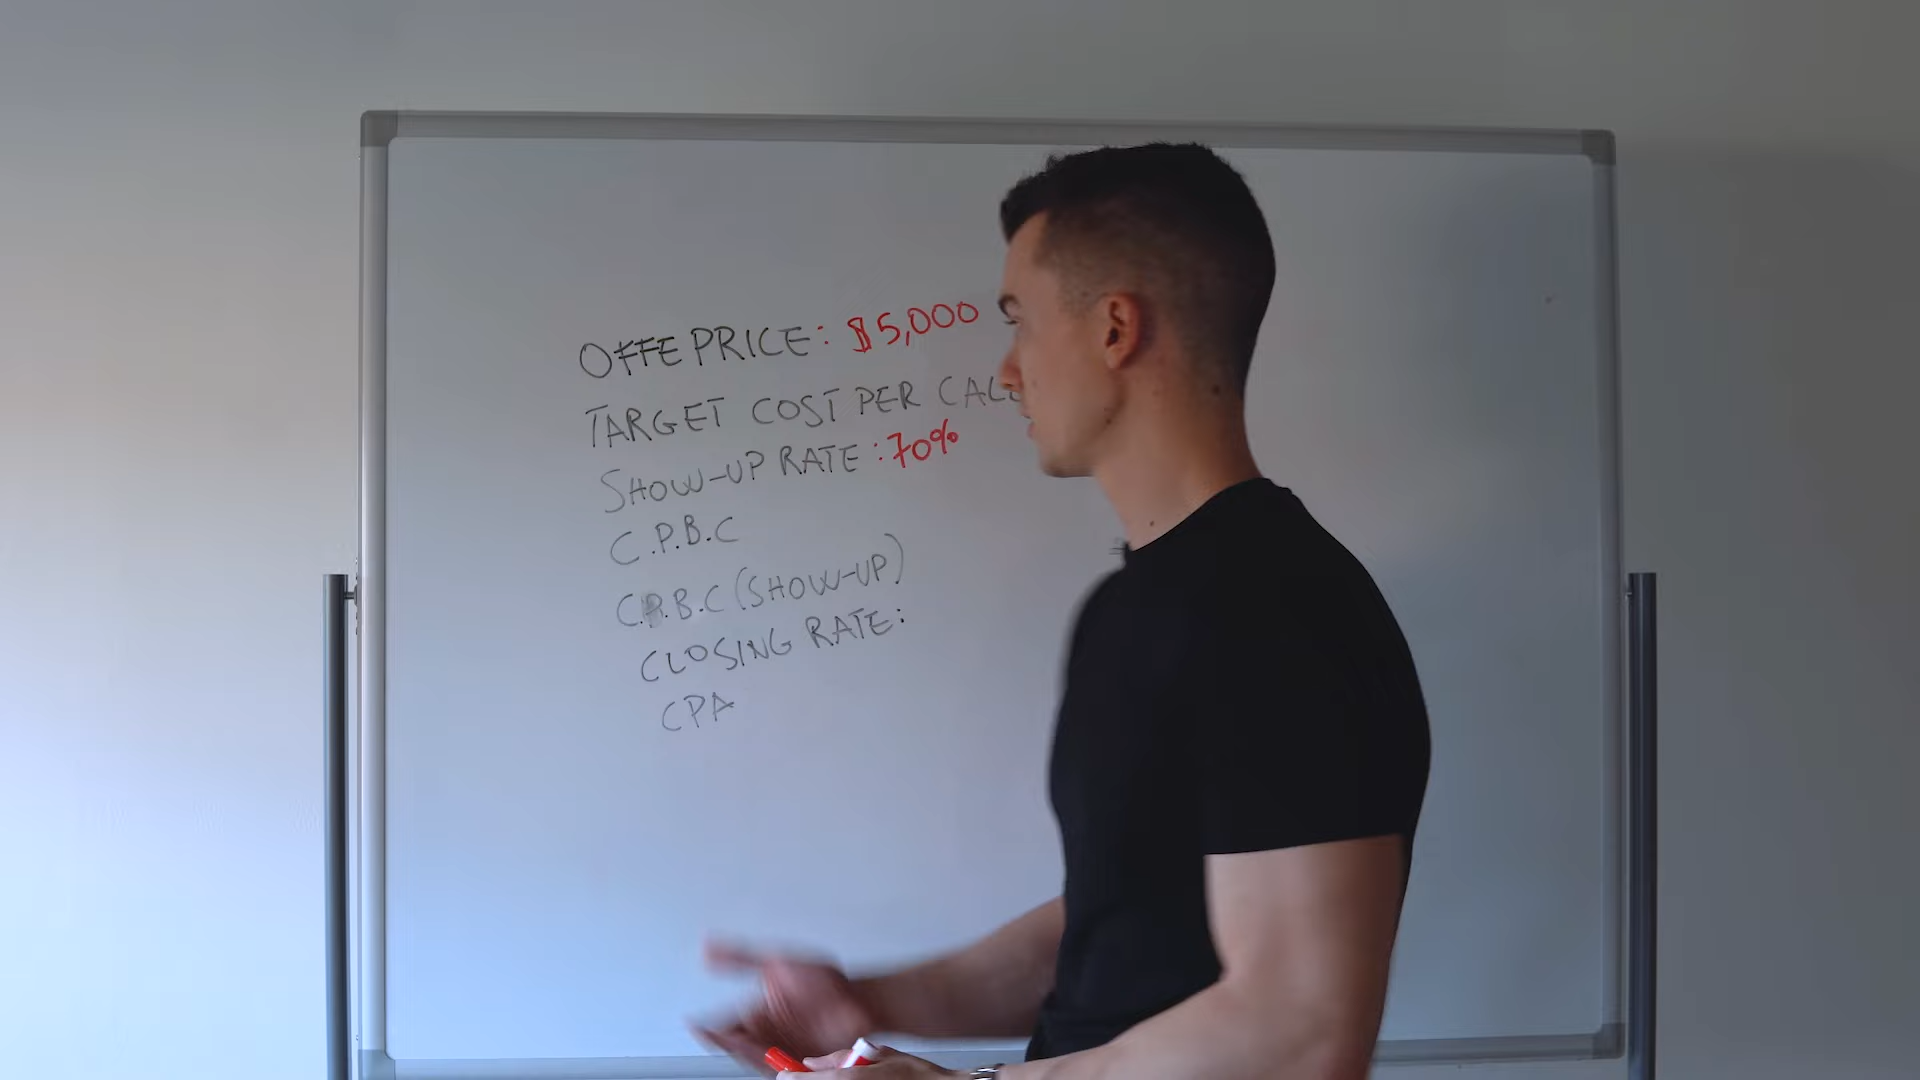 OFFE PRICE: $5,000
TARGET COST PER CALL
SHOW-UP RATE: 70%
C.P.B.C
C.P.B.C (SHOW-UP)
CLOSING RATE:
CPA